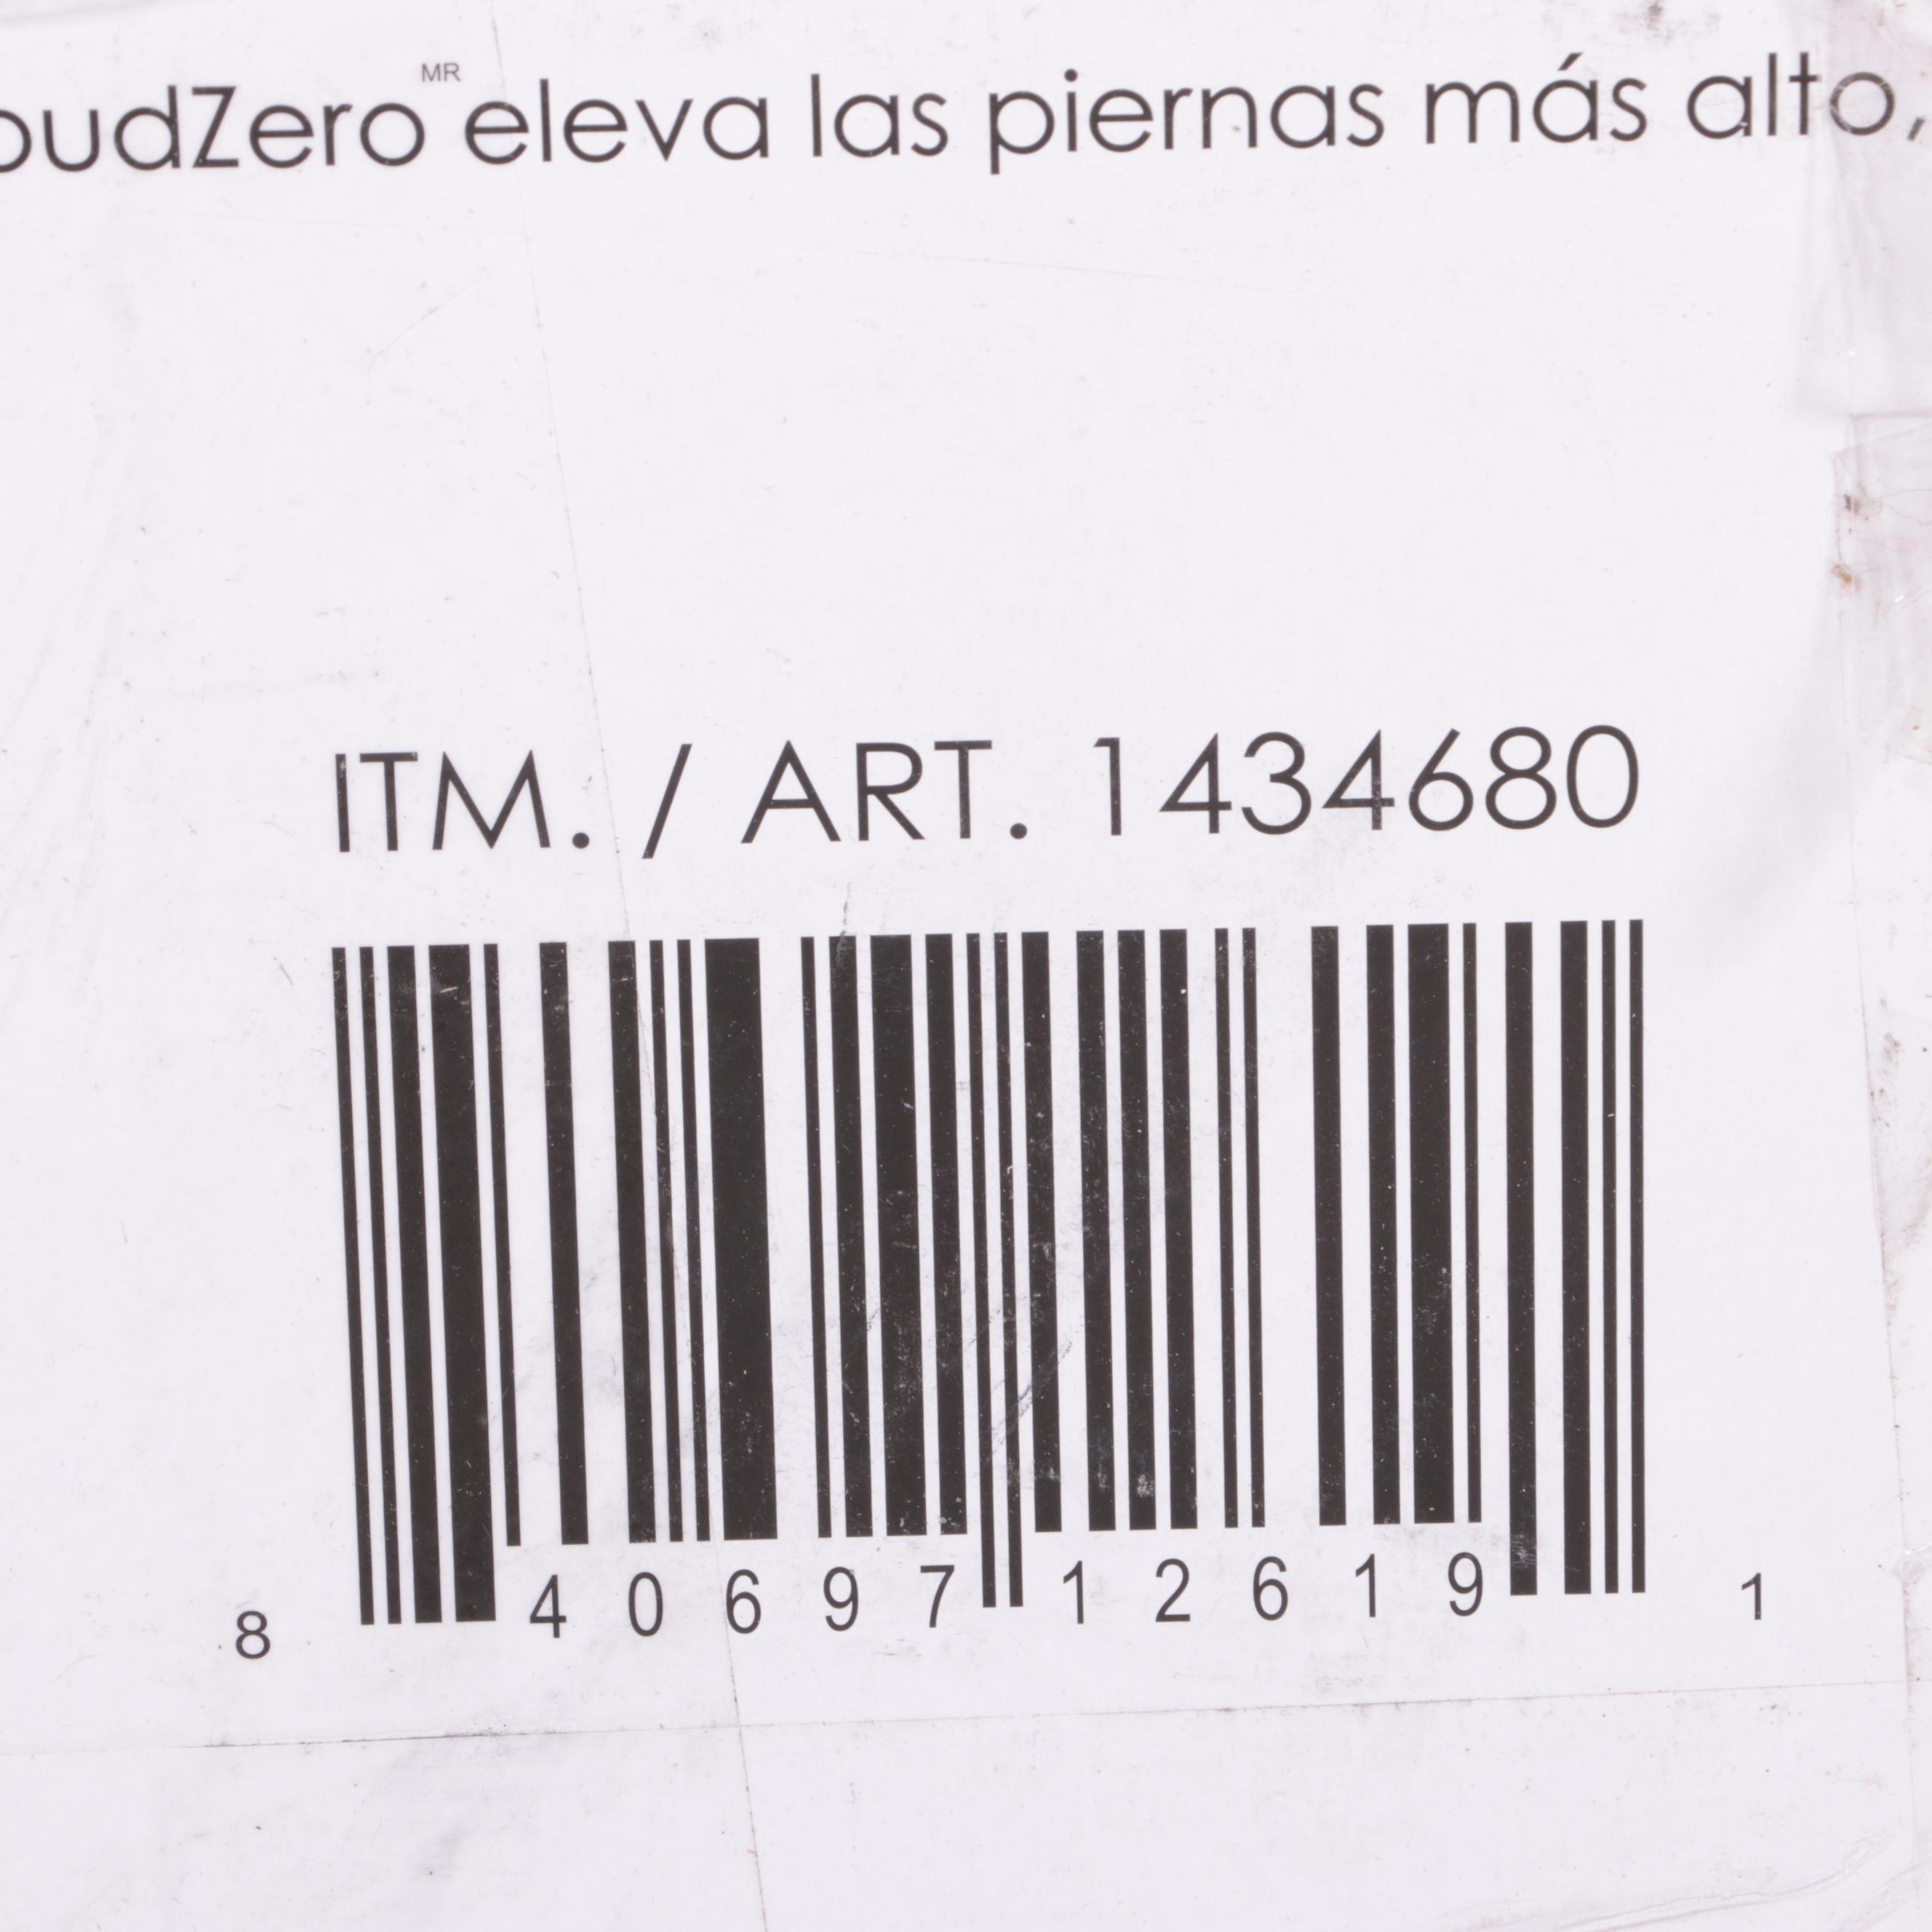 oudZero MR eleva las piernas más alto,
ITM. / ART. 1434680
8 40697 12619 1